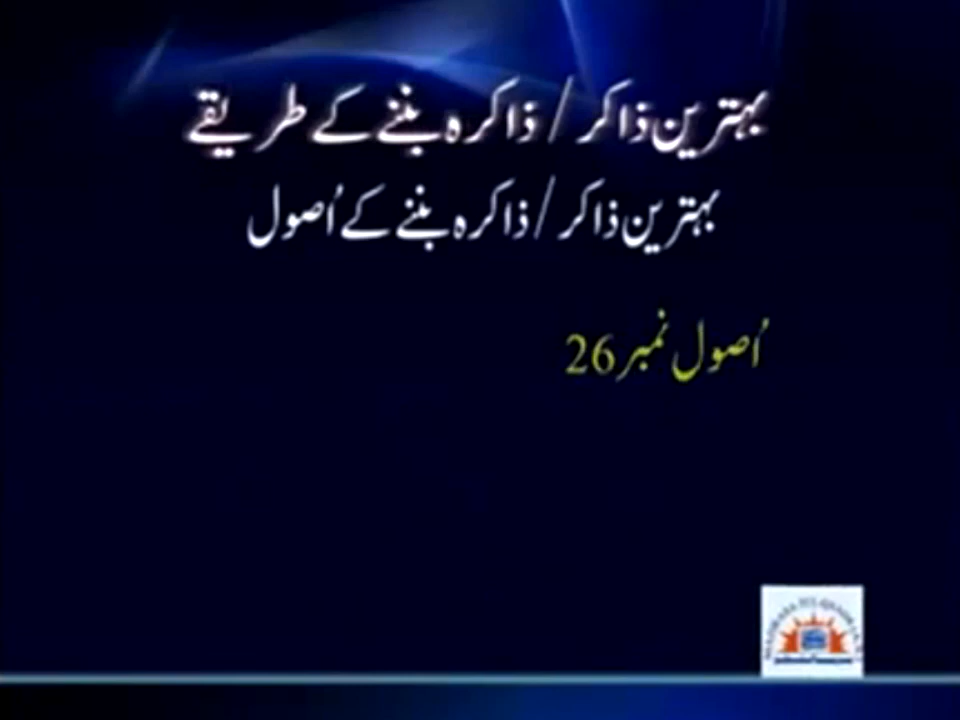 بہترین ذاکر / ذاکرہ بننے کے طریقے
بہترین ذاکر / ذاکرہ بننے کے اُصول
اُصول نمبر 26